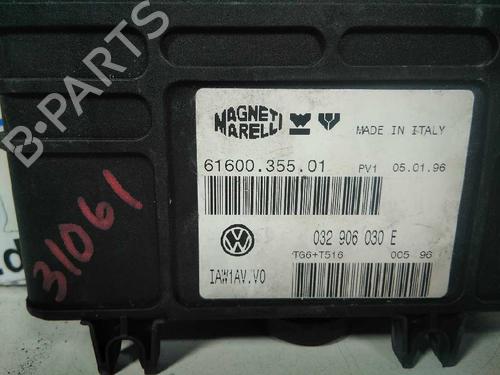 B-PARTS
MAGNETI
MARELLI
MADE IN ITALY
61600.355.01
PV1 05.01.96
032 906 030 E
TG6+T516 005 96
IAW1AV.V0
31061